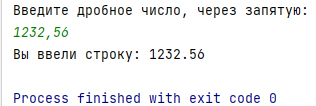 Введите дробное число, через запятую:
1232,56
Вы ввели строку: 1232.56
Process finished with exit code 0